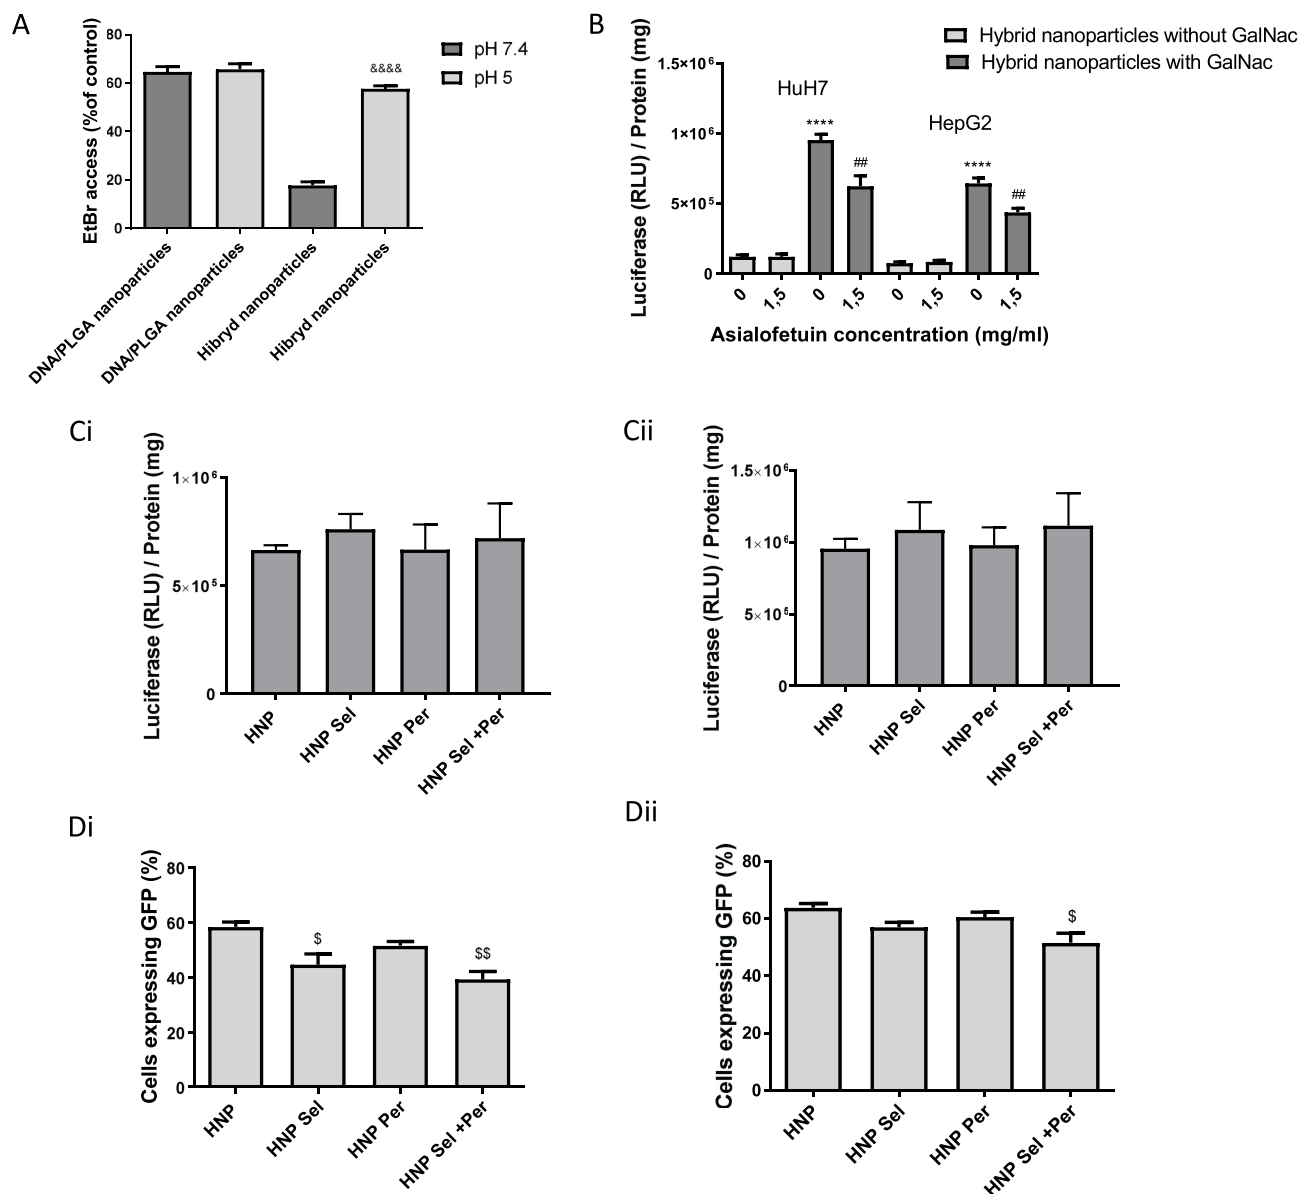 A
EtBr access (%of control)
80
60
40
20
0
&&&&
pH 7.4
pH 5
DNA/PLGA nanoparticles
DNA/PLGA nanoparticles
Hibryd nanoparticles
Hibryd nanoparticles
B
Hybrid nanoparticles without GalNac
Hybrid nanoparticles with GalNac
Luciferase (RLU) / Protein (mg)
1.5×10⁶
1×10⁶
5×10⁵
0
HuH7
HepG2
****
##
****
##
0
1,5
0
1,5
0
1,5
0
1,5
Asialofetuin concentration (mg/ml)
Ci
Luciferase (RLU) / Protein (mg)
1×10⁶
5×10⁵
0
HNP
HNP Sel
HNP Per
HNP Sel +Per
Cii
Luciferase (RLU) / Protein (mg)
1.5×10⁶
1×10⁶
5×10⁵
0
HNP
HNP Sel
HNP Per
HNP Sel +Per
Di
Cells expressing GFP (%)
80
60
40
20
0
$
$$
HNP
HNP Sel
HNP Per
HNP Sel +Per
Dii
Cells expressing GFP (%)
80
60
40
20
0
$
HNP
HNP Sel
HNP Per
HNP Sel +Per